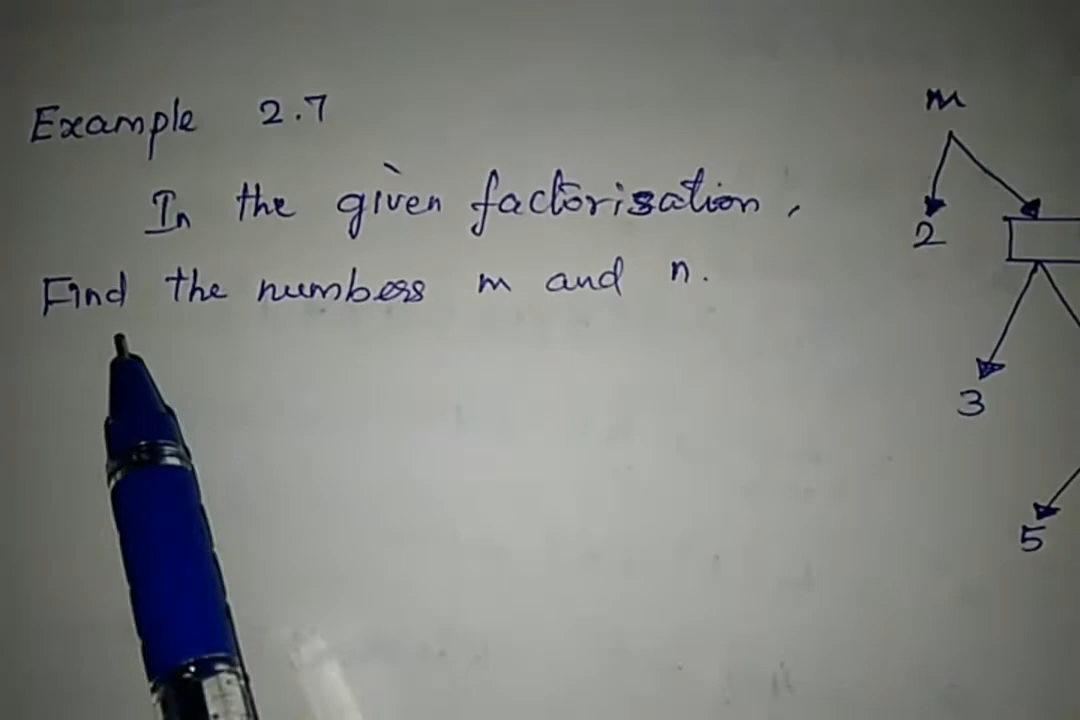 Example 2.7
In the given factorisation,
Find the numbers m and n.
m
2
3
5